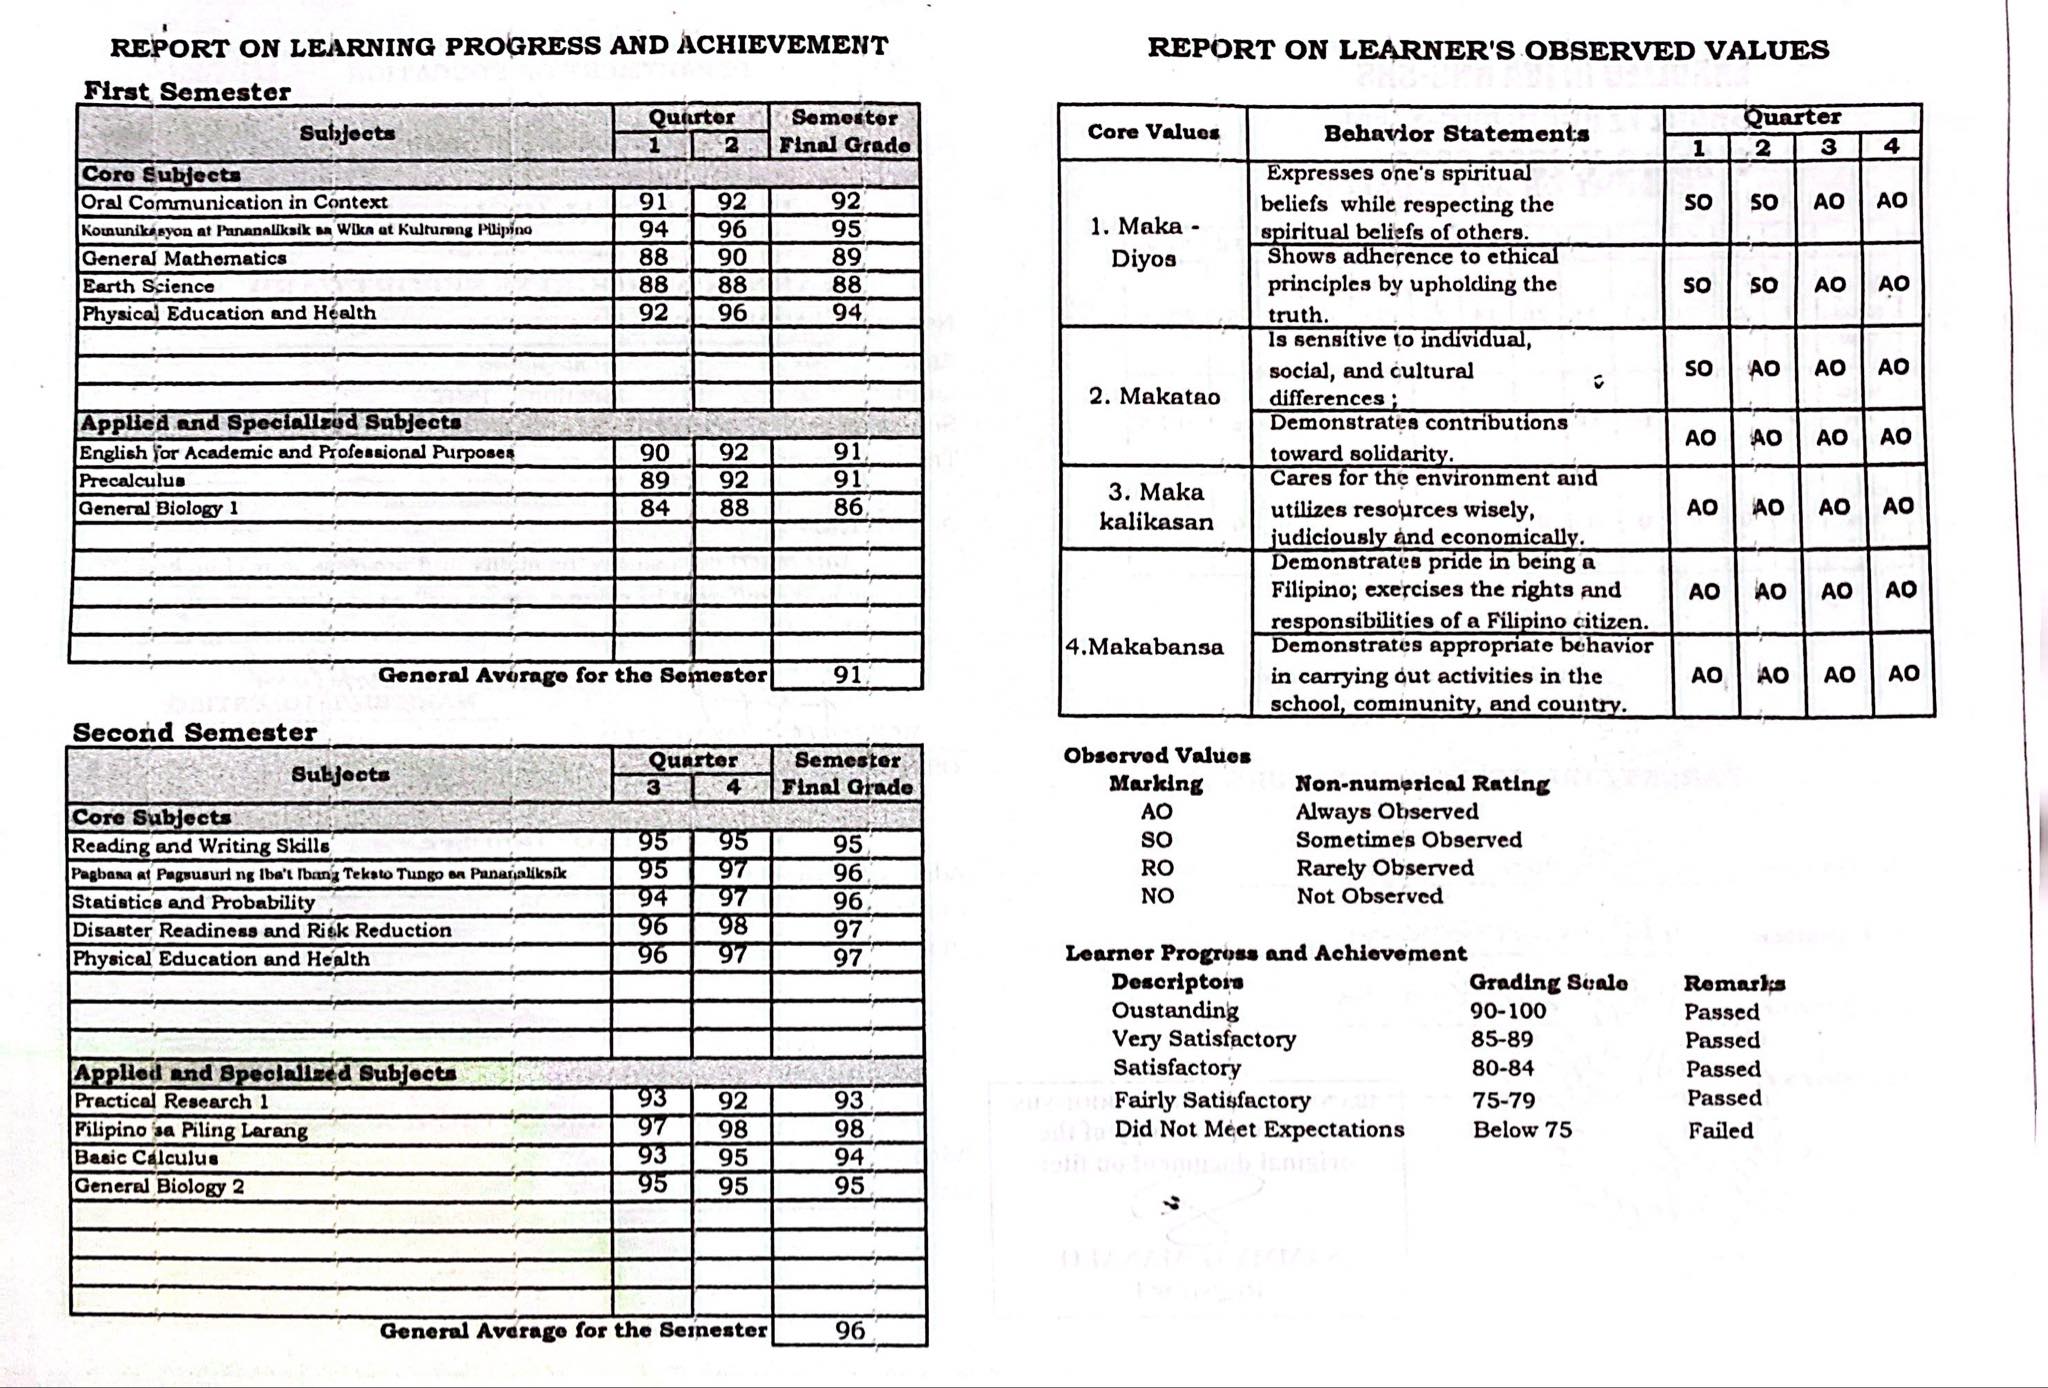 REPORT ON LEARNING PROGRESS AND ACHIEVEMENT
First Semester
Subjects Quarter Semester
1 2 Final Grade
Core Subjects
Oral Communication in Context 91 92 92
Komunikasyon at Pananaliksik sa Wika at Kulturang Pilipino 94 96 95
General Mathematics 88 90 89
Earth Science 88 88 88
Physical Education and Health 92 96 94
Applied and Specialized Subjects
English for Academic and Professional Purposes 90 92 91
Precalculus 89 92 91
General Biology 1 84 88 86
General Average for the Semester 91
Second Semester
Subjects Quarter Semester
3 4 Final Grade
Core Subjects
Reading and Writing Skills 95 95 95
Pagbasa at Pagsusuri ng Iba't Ibang Teksto Tungo sa Pananaliksik 95 97 96
Statistics and Probability 94 97 96
Disaster Readiness and Risk Reduction 96 98 97
Physical Education and Health 96 97 97
Applied and Specialized Subjects
Practical Research 1 93 92 93
Filipino sa Piling Larang 97 98 98
Basic Calculus 93 95 94
General Biology 2 95 95 95
General Average for the Semester 96
REPORT ON LEARNER'S OBSERVED VALUES
Core Values Behavior Statements Quarter
1 2 3 4
1. Maka -
Diyos
Expresses one's spiritual
beliefs while respecting the
spiritual beliefs of others.
SO SO AO AO
Shows adherence to ethical
principles by upholding the
truth.
SO SO AO AO
2. Makatao
Is sensitive to individual,
social, and cultural
differences ;
SO AO AO AO
Demonstrates contributions
toward solidarity.
AO AO AO AO
3. Maka
kalikasan
Cares for the environment and
utilizes resources wisely,
judiciously and economically.
AO AO AO AO
4.Makabansa
Demonstrates pride in being a
Filipino; exercises the rights and
responsibilities of a Filipino citizen.
AO AO AO AO
Demonstrates appropriate behavior
in carrying out activities in the
school, community, and country.
AO AO AO AO
Observed Values
Marking Non-numerical Rating
AO Always Observed
SO Sometimes Observed
RO Rarely Observed
NO Not Observed
Learner Progress and Achievement
Descriptors Grading Scale Remarks
Oustanding 90-100 Passed
Very Satisfactory 85-89 Passed
Satisfactory 80-84 Passed
Fairly Satisfactory 75-79 Passed
Did Not Meet Expectations Below 75 Failed